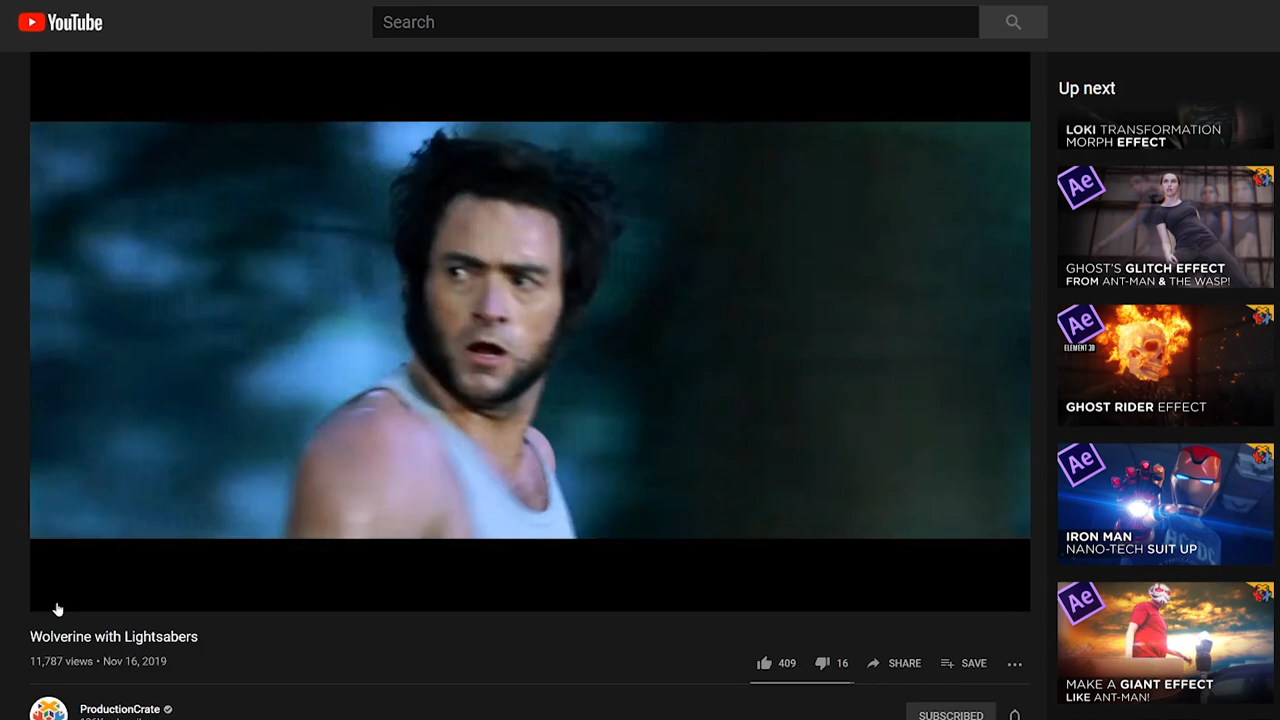 YouTube
Search
Up next
LOKI TRANSFORMATION
MORPH EFFECT
Ae
GHOST'S GLITCH EFFECT
FROM ANT-MAN & THE WASP!
Ae
ELEMENT 3D
GHOST RIDER EFFECT
Ae
IRON MAN
NANO-TECH SUIT UP
Ae
MAKE A GIANT EFFECT
LIKE ANT-MAN!
Wolverine with Lightsabers
11,787 views • Nov 16, 2019
409
16
SHARE
SAVE
ProductionCrate
SUBSCRIBED